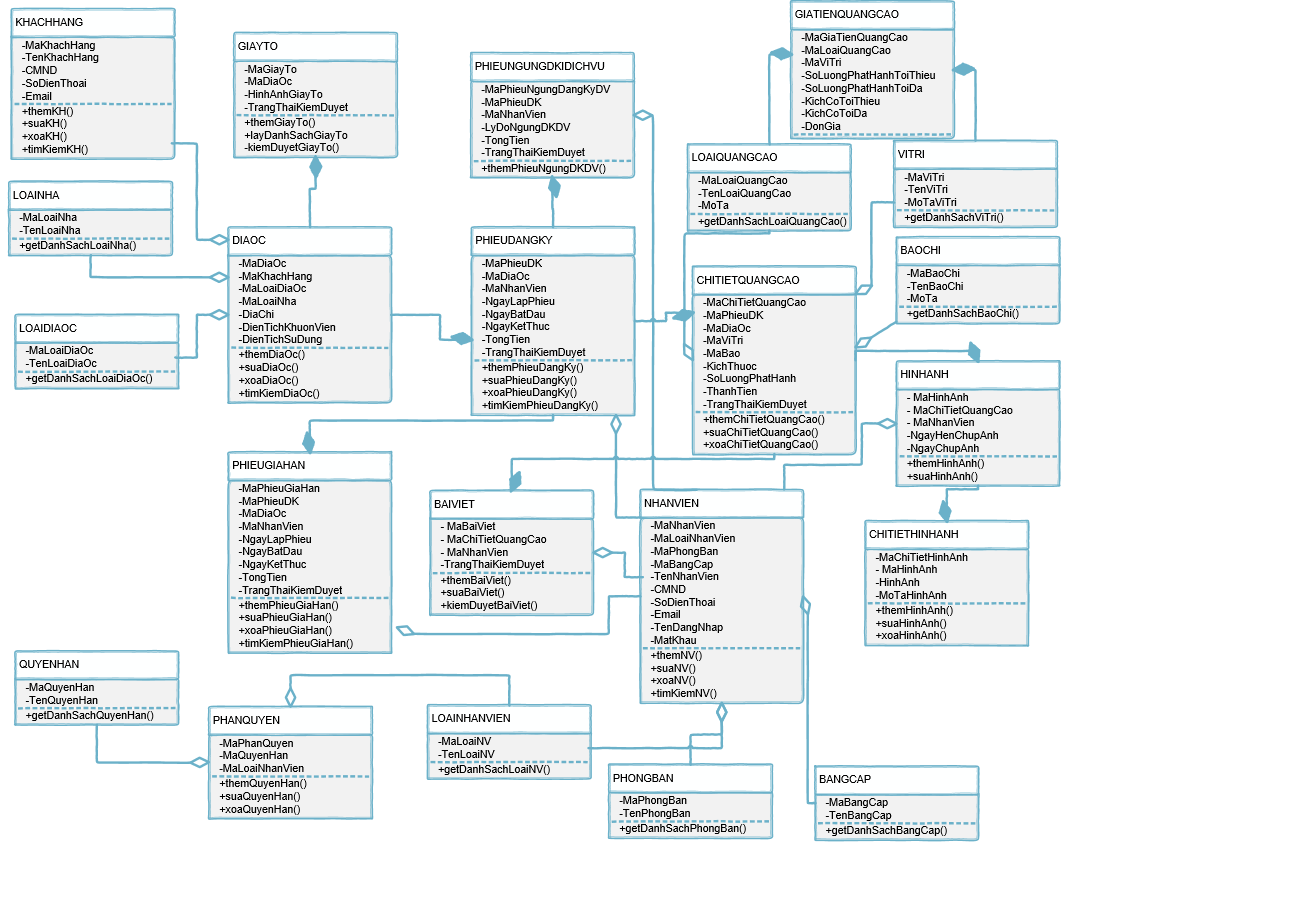 KHACHHANG
-MaKhachHang
-TenKhachHang
-CMND
-SoDienThoai
-Email
+themKH()
+suaKH()
+xoaKH()
+timKiemKH()
GIAYTO
-MaGiayTo
-MaDiaOc
-HinhAnhGiayTo
-TrangThaiKiemDuyet
+themGiayTo()
+layDanhSachGiayTo
-kiemDuyetGiayTo()
PHIEUNGUNGDKDICHVU
-MaPhieuNgungDangKyDV
-MaPhieuDK
-MaNhanVien
-LyDoNgungDKDV
-TongTien
-TrangThaiKiemDuyet
+themPhieuNgungDKDV()
GIATIENQUANGCAO
-MaGiaTienQuangCao
-MaLoaiQuangCao
-MaViTri
-SoLuongPhatHanhToiThieu
-SoLuongPhatHanhToiDa
-KichCoToiThieu
-KichCoToiDa
-DonGia
LOAIQUANGCAO
-MaLoaiQuangCao
-TenLoaiQuangCao
-MoTa
+getDanhSachLoaiQuangCao()
VITRI
-MaViTri
-TenViTri
-MoTaViTri
+getDanhSachViTri()
LOAINHA
-MaLoaiNha
-TenLoaiNha
+getDanhSachLoaiNha()
DIAOC
-MaDiaOc
-MaKhachHang
-MaLoaiDiaOc
-MaLoaiNha
-DiaChi
-DienTichKhuonVien
-DienTichSuDung
+themDiaOc()
+suaDiaOc()
+xoaDiaOc()
+timKiemDiaOc()
PHIEUDANGKY
-MaPhieuDK
-MaDiaOc
-MaNhanVien
-NgayLapPhieu
-NgayBatDau
-NgayKetThuc
-TongTien
-TrangThaiKiemDuyet
+themPhieuDangKy()
+suaPhieuDangKy()
+xoaPhieuDangKy()
+timKiemPhieuDangKy()
CHITIETQUANGCAO
-MaChiTietQuangCao
-MaPhieuDK
-MaDiaOc
-MaViTri
-MaBao
-KichThuoc
-SoLuongPhatHanh
-ThanhTien
-TrangThaiKiemDuyet
+themChiTietQuangCao()
+suaChiTietQuangCao()
+xoaChiTietQuangCao()
BAOCHI
-MaBaoChi
-TenBaoChi
-MoTa
+getDanhSachBaoChi()
LOAIDIAOC
-MaLoaiDiaOc
-TenLoaiDiaOc
+getDanhSachLoaiDiaOc()
HINHANH
- MaHinhAnh
- MaChiTietQuangCao
- MaNhanVien
-NgayHenChupAnh
-NgayChupAnh
+themHinhAnh()
+suaHinhAnh()
PHIEUGIAHAN
-MaPhieuGiaHan
-MaPhieuDK
-MaDiaOc
-MaNhanVien
-NgayLapPhieu
-NgayBatDau
-NgayKetThuc
-TongTien
-TrangThaiKiemDuyet
+themPhieuGiaHan()
+suaPhieuGiaHan()
+xoaPhieuGiaHan()
+timKiemPhieuGiaHan()
BAIVIET
- MaBaiViet
- MaChiTietQuangCao
- MaNhanVien
-TrangThaiKiemDuyet
+themBaiViet()
+suaBaiViet()
+kiemDuyetBaiViet()
NHANVIEN
-MaNhanVien
-MaLoaiNhanVien
-MaPhongBan
-MaBangCap
-TenNhanVien
-CMND
-SoDienThoai
-Email
-TenDangNhap
-MatKhau
+themNV()
+suaNV()
+xoaNV()
+timKiemNV()
CHITIETHINHANH
-MaChiTietHinhAnh
- MaHinhAnh
-HinhAnh
-MoTaHinhAnh
+themHinhAnh()
+suaHinhAnh()
+xoaHinhAnh()
QUYENHAN
-MaQuyenHan
-TenQuyenHan
+getDanhSachQuyenHan()
PHANQUYEN
-MaPhanQuyen
-MaQuyenHan
-MaLoaiNhanVien
+themQuyenHan()
+suaQuyenHan()
+xoaQuyenHan()
LOAINHANVIEN
-MaLoaiNV
-TenLoaiNV
+getDanhSachLoaiNV()
PHONGBAN
-MaPhongBan
-TenPhongBan
+getDanhSachPhongBan()
BANGCAP
-MaBangCap
-TenBangCap
+getDanhSachBangCap()